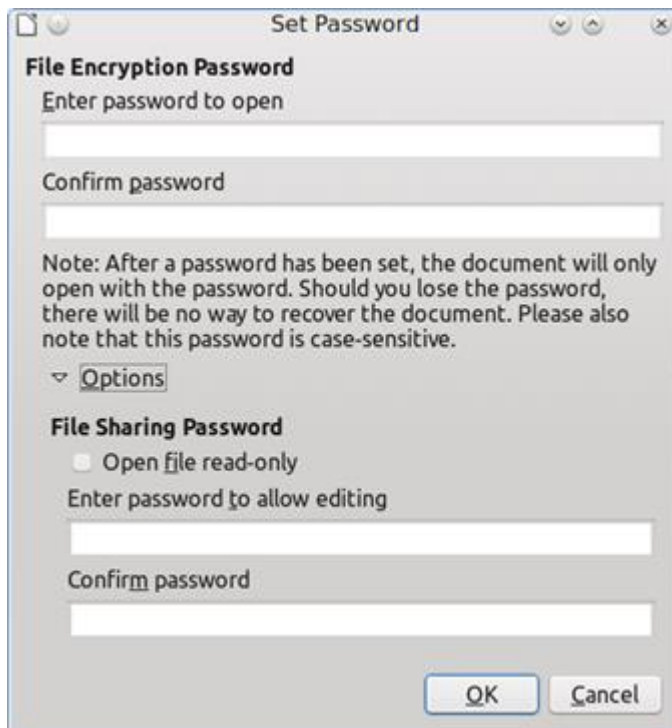 Set Password
File Encryption Password
Enter password to open
Confirm password
Note: After a password has been set, the document will only
open with the password. Should you lose the password,
there will be no way to recover the document. Please also
note that this password is case-sensitive.
Options
File Sharing Password
Open file read-only
Enter password to allow editing
Confirm password
OK Cancel